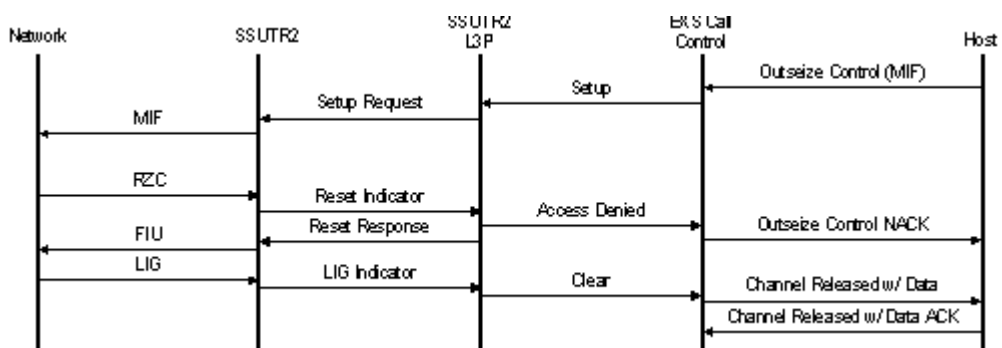 Network
SSUTR2
SSUTR2
L3P
EXS Call
Control
Host
Outseize Control (MIF)
Setup
Setup Request
MIF
RZC
Reset Indicator
Access Denied
Outseize Control NACK
Reset Response
FIU
LIG
LIG Indicator
Clear
Channel Released w/ Data
Channel Released w/ Data ACK